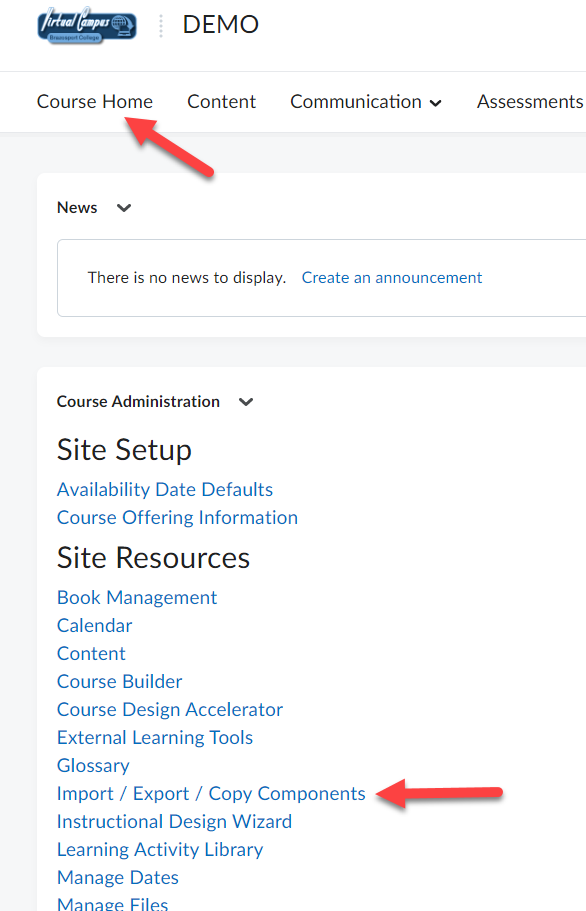 Virtual Campus
Brazosport College
DEMO
Course Home Content Communication Assessments
News
There is no news to display. Create an announcement
Course Administration
Site Setup
Availability Date Defaults
Course Offering Information
Site Resources
Book Management
Calendar
Content
Course Builder
Course Design Accelerator
External Learning Tools
Glossary
Import / Export / Copy Components
Instructional Design Wizard
Learning Activity Library
Manage Dates
Manage Files